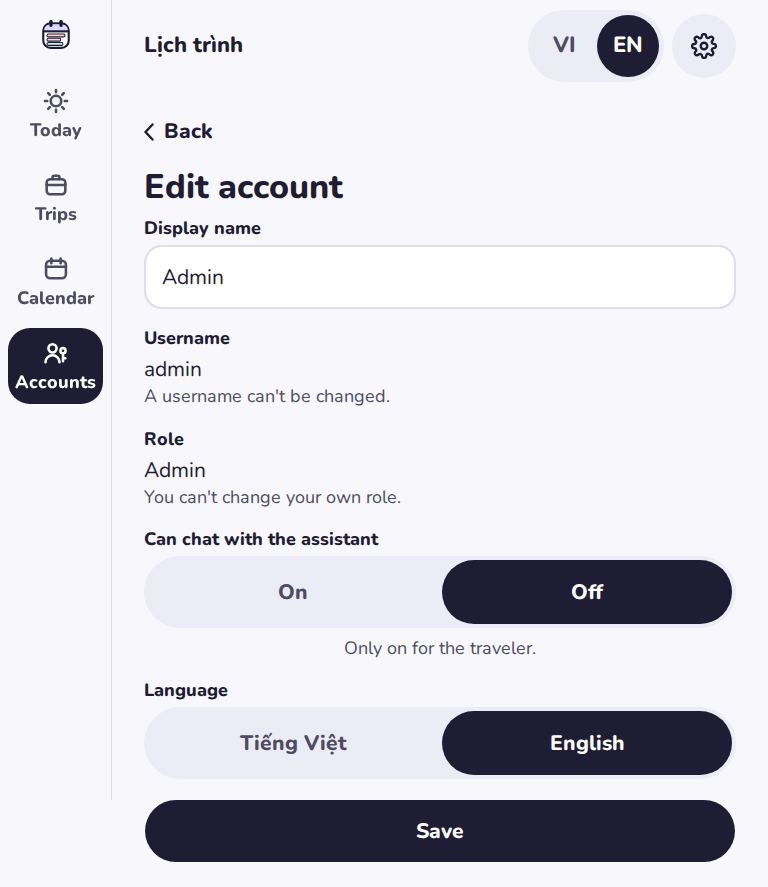 Lịch trình
VI
EN
Today
Trips
Calendar
Accounts
Back
Edit account
Display name
Admin
Username
admin
A username can't be changed.
Role
Admin
You can't change your own role.
Can chat with the assistant
On
Off
Only on for the traveler.
Language
Tiếng Việt
English
Save